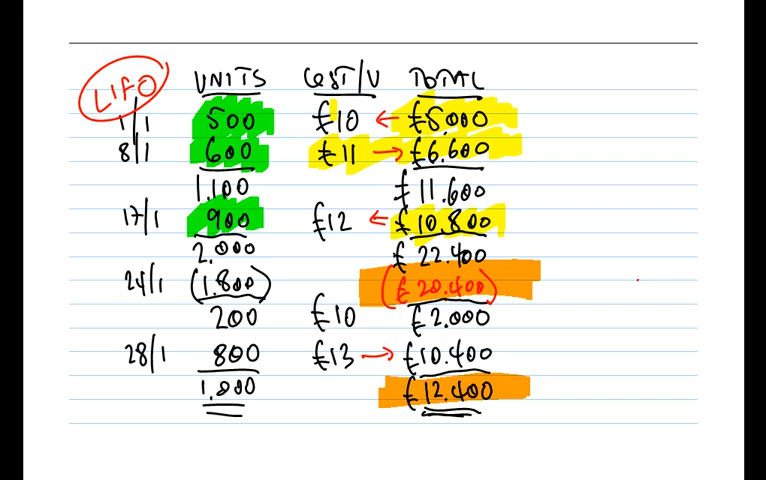 LIFO
UNITS COST/U TOTAL
1/1 500 £10 ← £5.000
8/1 600 £11 → £6.600
1.100 £11.600
17/1 900 £12 ← £10.800
2.000 £22.400
24/1 (1.800) (£20.400)
200 £10 £2.000
28/1 800 £13 → £10.400
1.000 £12.400